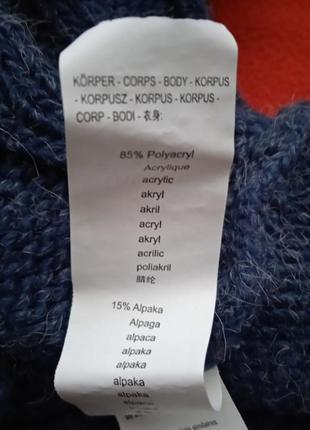 KÖRPER - CORPS - BODY - KORPUS
- KORPUSZ - KORPUS - KORPUS -
CORP - BODI - 衣身:
85% Polyacryl
Acrylique
acrylic
akryl
akril
acryl
akryl
acrilic
poliakril
腈纶
15% Alpaka
Alpaga
alpaca
alpaka
alpaka
alpaka
alpaka
alpaka